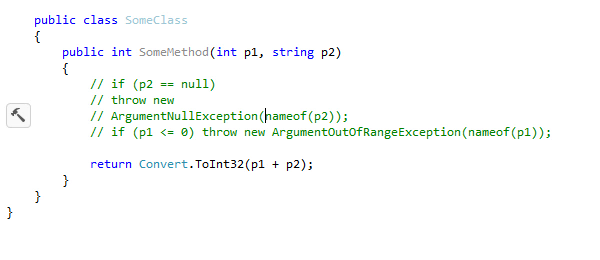 public class SomeClass
{
public int SomeMethod(int p1, string p2)
{
// if (p2 == null)
// throw new
// ArgumentNullException(nameof(p2));
// if (p1 <= 0) throw new ArgumentOutOfRangeException(nameof(p1));
return Convert.ToInt32(p1 + p2);
}
}
}